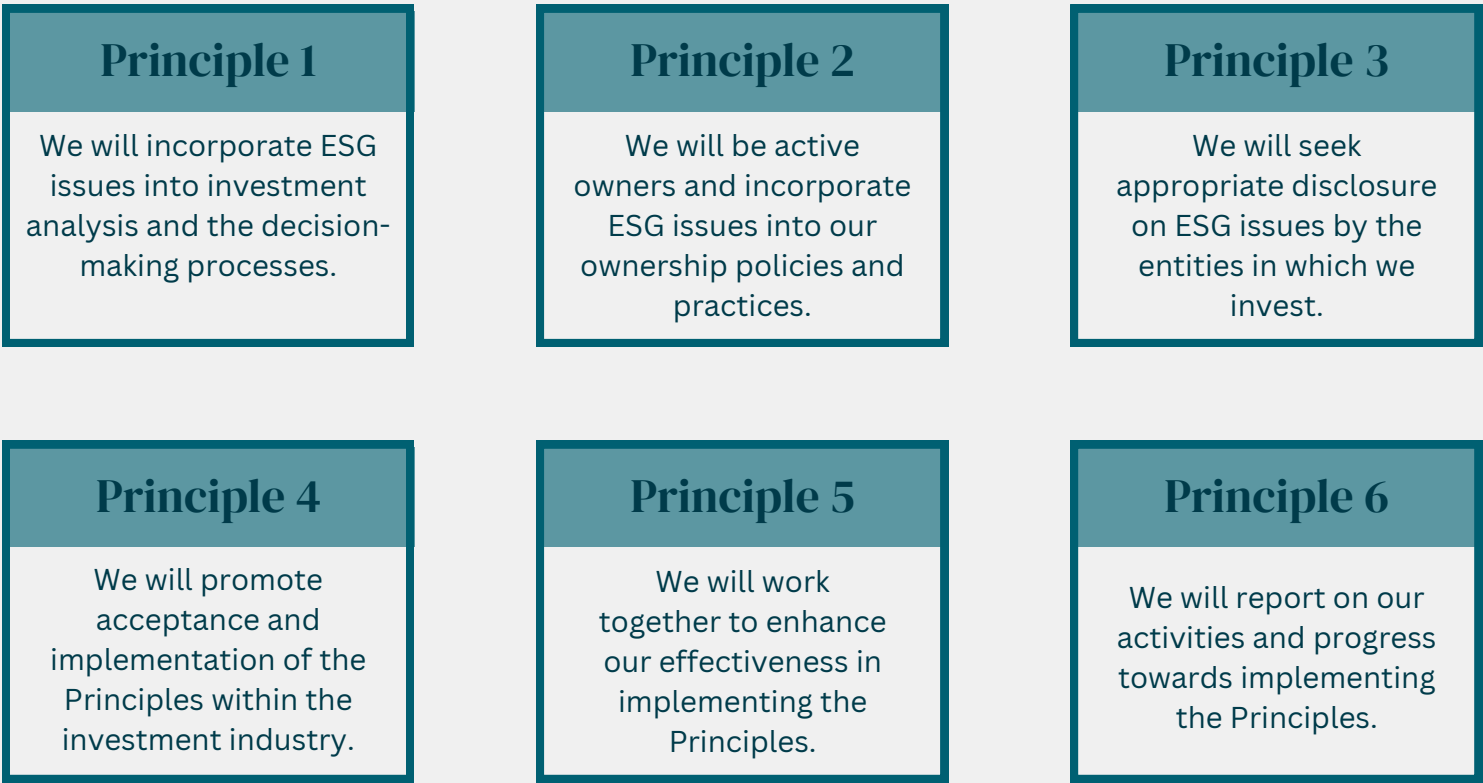 Principle 1
We will incorporate ESG
issues into investment
analysis and the decision-
making processes.
Principle 2
We will be active
owners and incorporate
ESG issues into our
ownership policies and
practices.
Principle 3
We will seek
appropriate disclosure
on ESG issues by the
entities in which we
invest.
Principle 4
We will promote
acceptance and
implementation of the
Principles within the
investment industry.
Principle 5
We will work
together to enhance
our effectiveness in
implementing the
Principles.
Principle 6
We will report on our
activities and progress
towards implementing
the Principles.